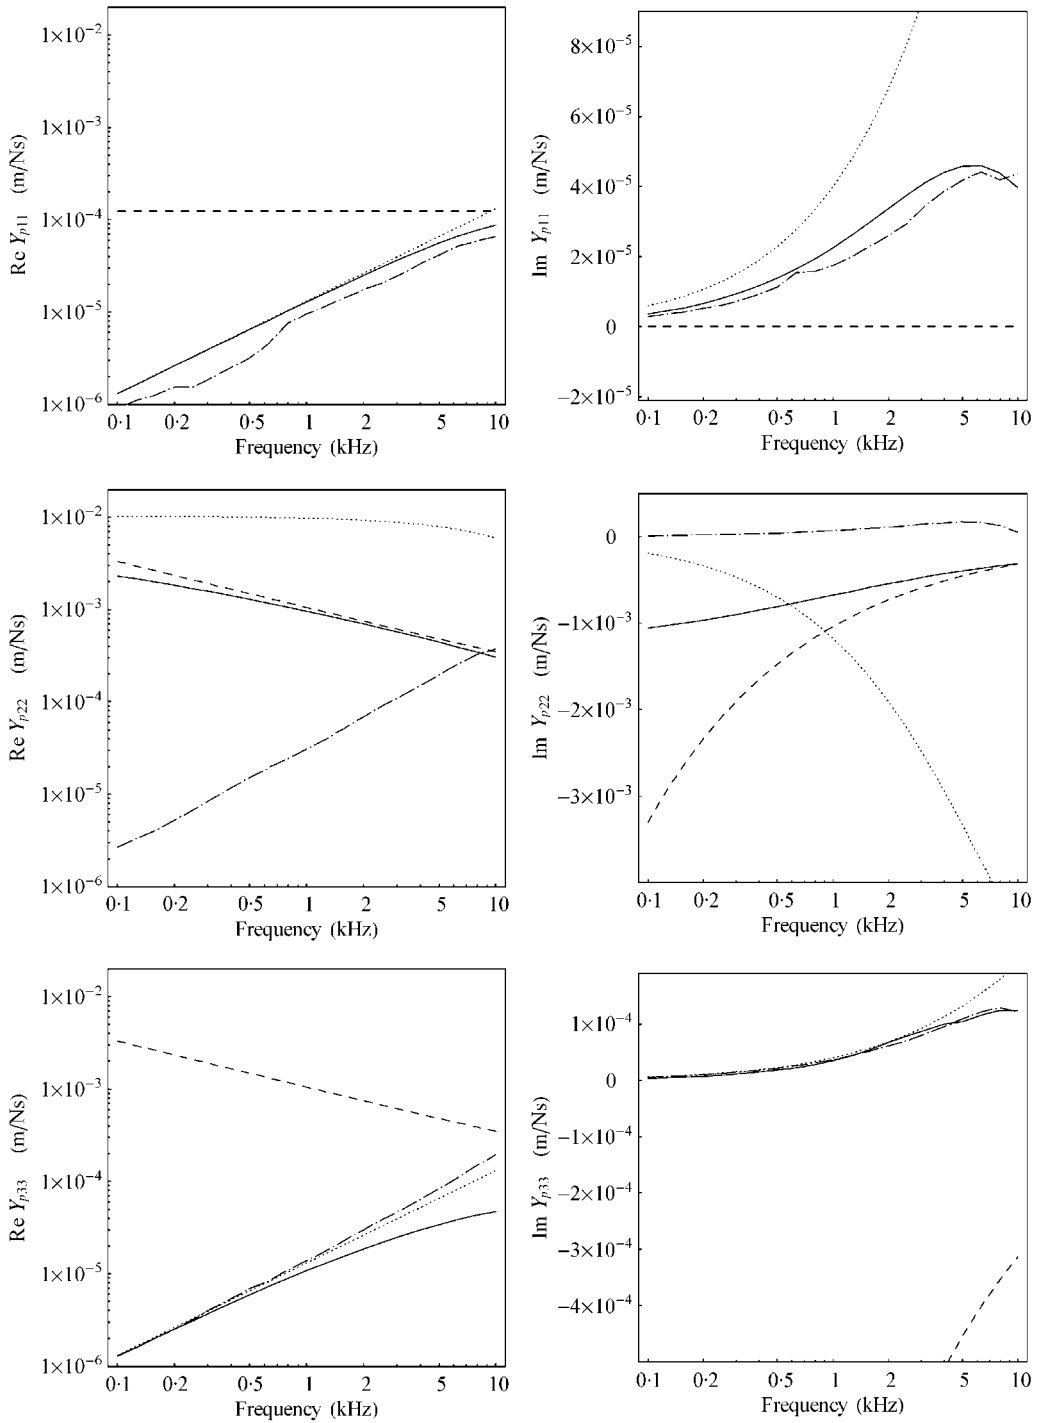 Re Yp11 (m/Ns)
1×10⁻²
1×10⁻³
1×10⁻⁴
1×10⁻⁵
1×10⁻⁶
0·1 0·2 0·5 1 2 5 10
Frequency (kHz)
Im Yp11 (m/Ns)
8×10⁻⁵
6×10⁻⁵
4×10⁻⁵
2×10⁻⁵
0
−2×10⁻⁵
0·1 0·2 0·5 1 2 5 10
Frequency (kHz)
Re Yp22 (m/Ns)
1×10⁻²
1×10⁻³
1×10⁻⁴
1×10⁻⁵
1×10⁻⁶
0·1 0·2 0·5 1 2 5 10
Frequency (kHz)
Im Yp22 (m/Ns)
0
−1×10⁻³
−2×10⁻³
−3×10⁻³
0·1 0·2 0·5 1 2 5 10
Frequency (kHz)
Re Yp33 (m/Ns)
1×10⁻²
1×10⁻³
1×10⁻⁴
1×10⁻⁵
1×10⁻⁶
0·1 0·2 0·5 1 2 5 10
Frequency (kHz)
Im Yp33 (m/Ns)
1×10⁻⁴
0
−1×10⁻⁴
−2×10⁻⁴
−3×10⁻⁴
−4×10⁻⁴
0·1 0·2 0·5 1 2 5 10
Frequency (kHz)